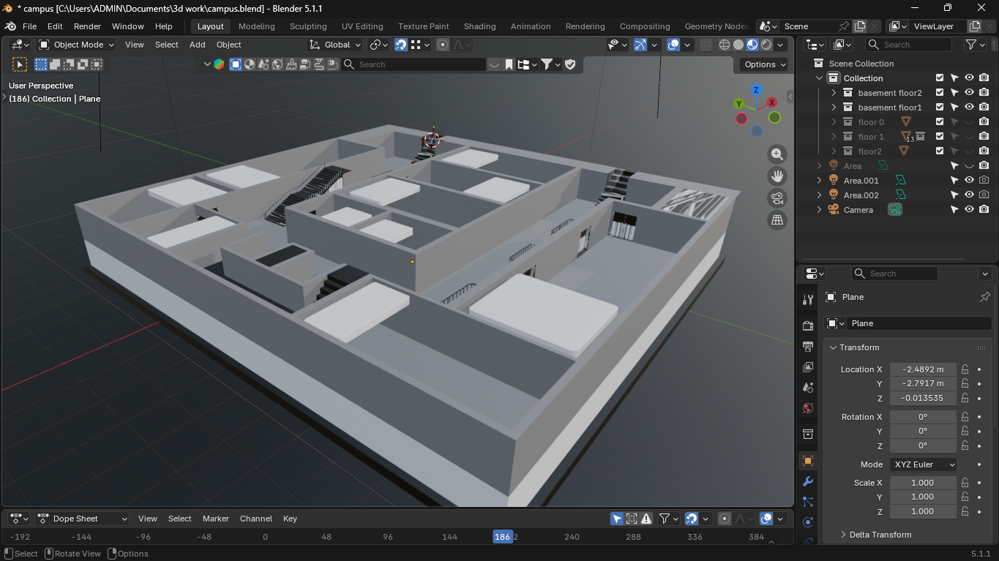 * campus [C:\Users\ADMIN\Documents\3d work\campus.blend] - Blender 5.1.1
File Edit Render Window Help Layout Modeling Sculpting UV Editing Texture Paint Shading Animation Rendering Compositing Geometry Nodes Scene ViewLayer
Object Mode View Select Add Object Global
Search Options
User Perspective
(186) Collection | Plane
Z
Y
X
Search
Scene Collection
Collection
basement floor2
basement floor1
floor 0
floor 1 13
floor2
Area
Area.001
Area.002
Camera
Search
Plane
Plane
Transform
Location X -2.4892 m
Y -2.7917 m
Z -0.013535
Rotation X 0°
Y 0°
Z 0°
Mode XYZ Euler
Scale X 1.000
Y 1.000
Z 1.000
Delta Transform
Dope Sheet View Select Marker Channel Key
-192 -144 -96 -48 0 48 96 144 186 2 240 288 336 384
Select Rotate View Options 5.1.1